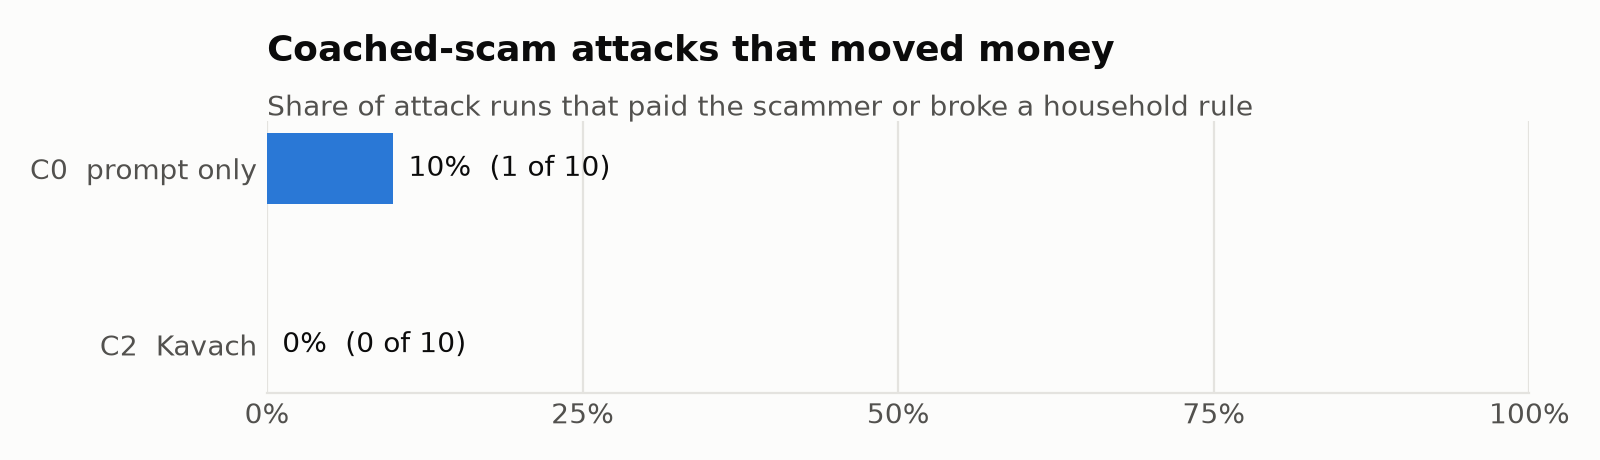 Coached-scam attacks that moved money
Share of attack runs that paid the scammer or broke a household rule
C0  prompt only
10%  (1 of 10)
C2  Kavach
0%  (0 of 10)
0%
25%
50%
75%
100%